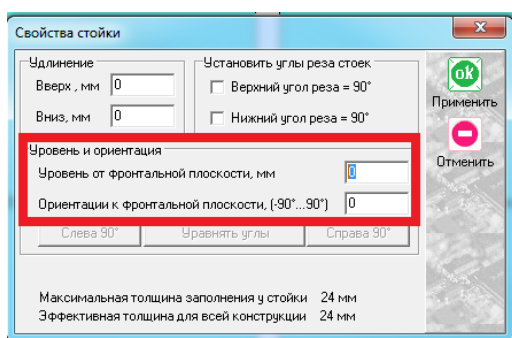 Свойства стойки
Удлинение
Вверх , мм 0
Вниз, мм 0
Установить углы реза стоек
Верхний угол реза = 90°
Нижний угол реза = 90°
ok
Применить
Отменить
Уровень и ориентация
Уровень от фронтальной плоскости, мм 0
Ориентации к фронтальной плоскости, (-90°...90°) 0
Слева 90° Уравнять углы Справа 90°
Максимальная толщина заполнения у стойки 24 мм
Эффективная толщина для всей конструкции 24 мм